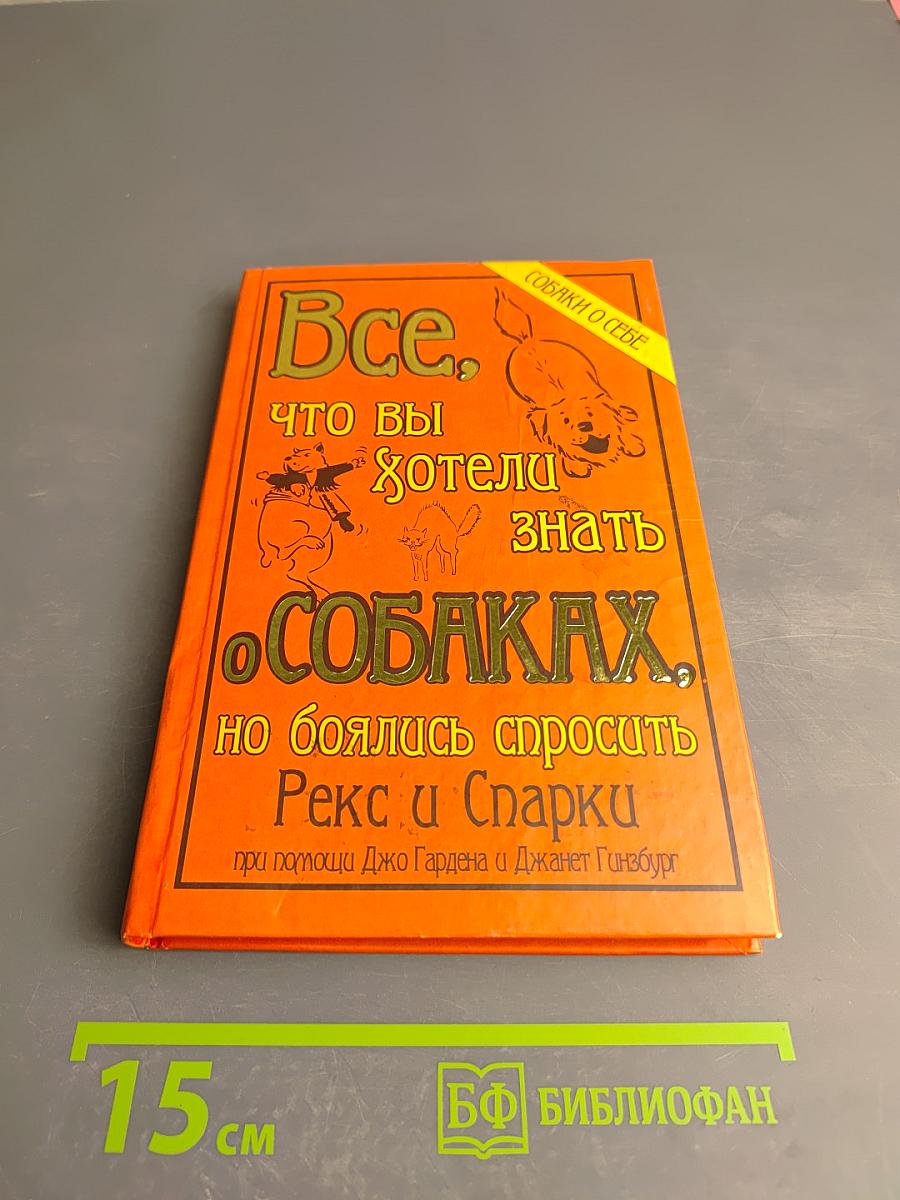 СОБАКИ О СЕБЕ
Все,
что вы
хотели
знать
о СОБАКАХ,
но боялись спросить
Рекс и Спарки
при помощи Джо Гардена и Джанет Гинзбург
15 см
БФ БИБЛИОФАН